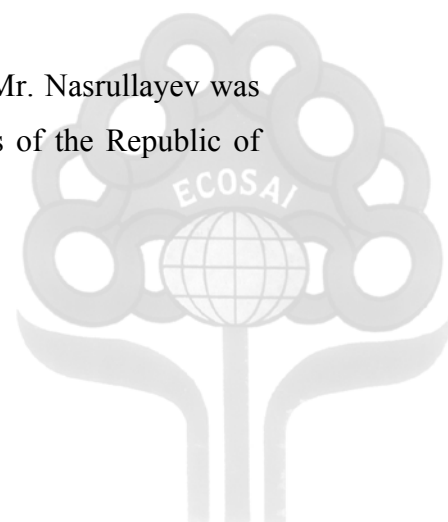 Mr. Nasrullayev was
s of the Republic of
ECOSAI